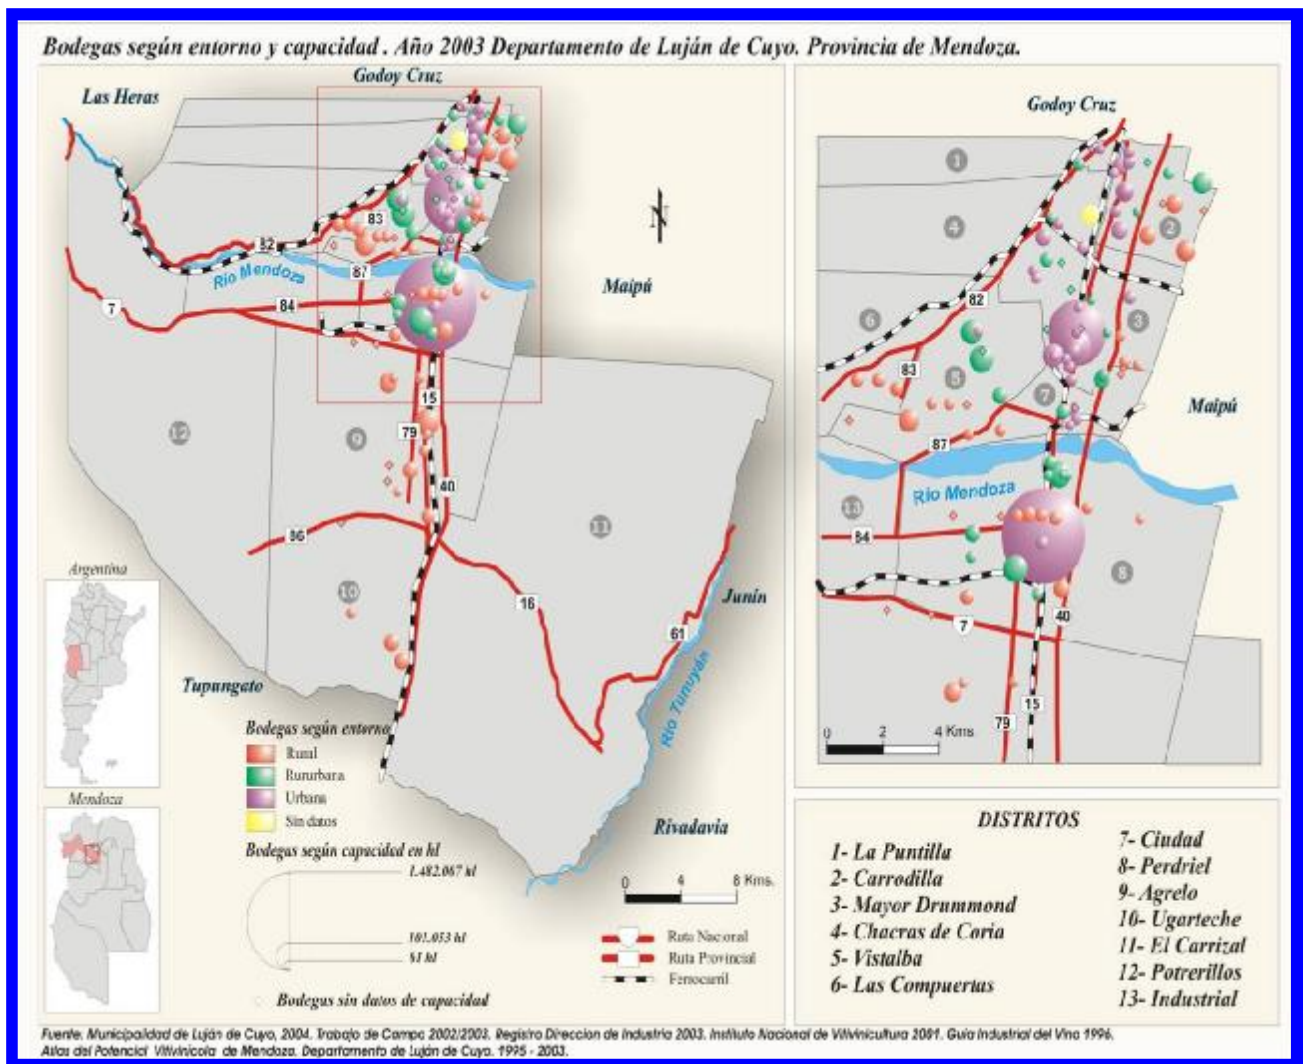 Bodegas según entorno y capacidad . Año 2003 Departamento de Luján de Cuyo. Provincia de Mendoza.
Godoy Cruz
Las Heras
83
82
Río Mendoza
87
84
7
Maipú
N
15
79
40
12
9
11
86
10
16
61
Junín
Río Tunuyán
Tupungato
Rivadavia
Argentina
Mendoza
Bodegas según entorno
Rural
Rururbana
Urbana
Sin datos
Bodegas según capacidad en hl
1.482.067 hl
101.053 hl
51 hl
Bodegas sin datos de capacidad
0 4 8 Kms.
Ruta Nacional
Ruta Provincial
Ferrocarril
Godoy Cruz
1
2
4
6
82
3
83
5
7
Maipú
87
Río Mendoza
13
84
8
7
40
15
79
0 2 4 Kms
DISTRITOS
1- La Puntilla
2- Carrodilla
3- Mayor Drummond
4- Chacras de Coria
5- Vistalba
6- Las Compuertas
7- Ciudad
8- Perdriel
9- Agrelo
10- Ugarteche
11- El Carrizal
12- Potrerillos
13- Industrial
Fuente. Municipalidad de Luján de Cuyo, 2004. Trabajo de Campo 2002/2003. Registro Direccion de Industria 2003. Instituto Nacional de Vitivinicultura 2001. Guia Industrial del Vino 1996.
Atlas del Potencial Vitivinícola de Mendoza. Departamento de Luján de Cuyo. 1995 - 2003.